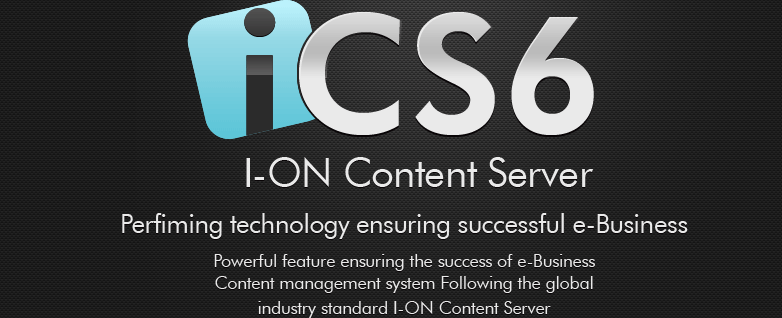 iCS6
I-ON Content Server
Perfiming technology ensuring successful e-Business
Powerful feature ensuring the success of e-Business
Content management system Following the global
industry standard I-ON Content Server